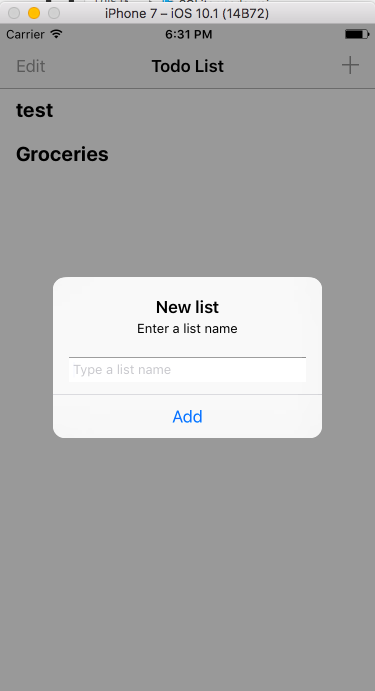 iPhone 7 – iOS 10.1 (14B72)
Carrier 6:31 PM
Edit Todo List
test
Groceries
New list
Enter a list name
Type a list name
Add